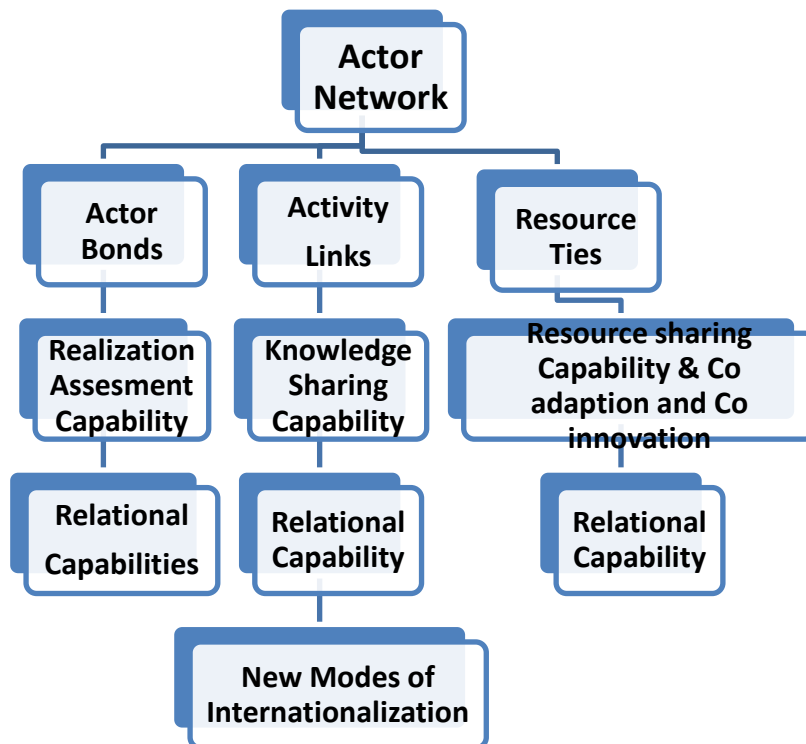 Actor
Network
Actor
Bonds
Activity
Links
Resource
Ties
Realization
Assesment
Capability
Knowledge
Sharing
Capability
Resource sharing
Capability & Co
adaption and Co
innovation
Relational
Capabilities
Relational
Capability
Relational
Capability
New Modes of
Internationalization